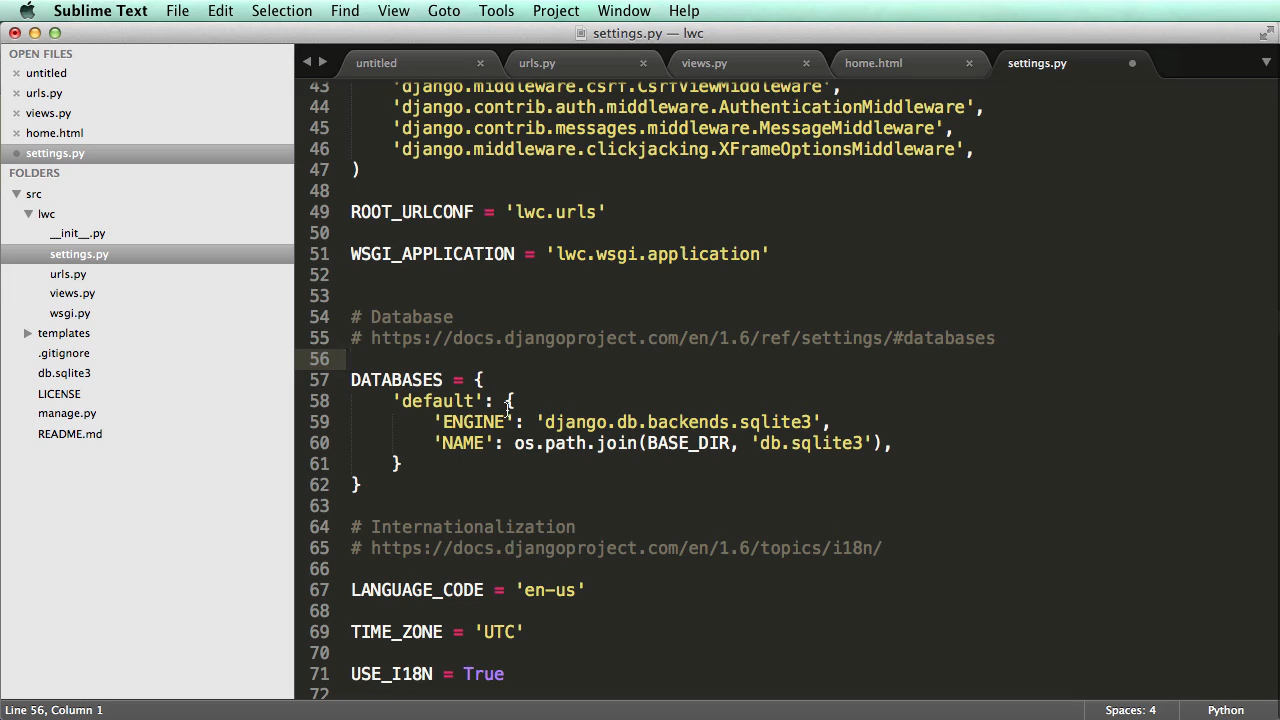 Sublime Text File Edit Selection Find View Goto Tools Project Window Help
settings.py — lwc
OPEN FILES
untitled
urls.py
views.py
home.html
settings.py
FOLDERS
src
lwc
__init__.py
settings.py
urls.py
views.py
wsgi.py
templates
.gitignore
db.sqlite3
LICENSE
manage.py
README.md
untitled urls.py views.py home.html settings.py
43 'django.middleware.csrf.CsrfViewMiddleware',
44 'django.contrib.auth.middleware.AuthenticationMiddleware',
45 'django.contrib.messages.middleware.MessageMiddleware',
46 'django.middleware.clickjacking.XFrameOptionsMiddleware',
47 )
48
49 ROOT_URLCONF = 'lwc.urls'
50
51 WSGI_APPLICATION = 'lwc.wsgi.application'
52
53
54 # Database
55 # https://docs.djangoproject.com/en/1.6/ref/settings/#databases
56
57 DATABASES = {
58 'default': {
59 'ENGINE': 'django.db.backends.sqlite3',
60 'NAME': os.path.join(BASE_DIR, 'db.sqlite3'),
61 }
62 }
63
64 # Internationalization
65 # https://docs.djangoproject.com/en/1.6/topics/i18n/
66
67 LANGUAGE_CODE = 'en-us'
68
69 TIME_ZONE = 'UTC'
70
71 USE_I18N = True
72
Line 56, Column 1 Spaces: 4 Python